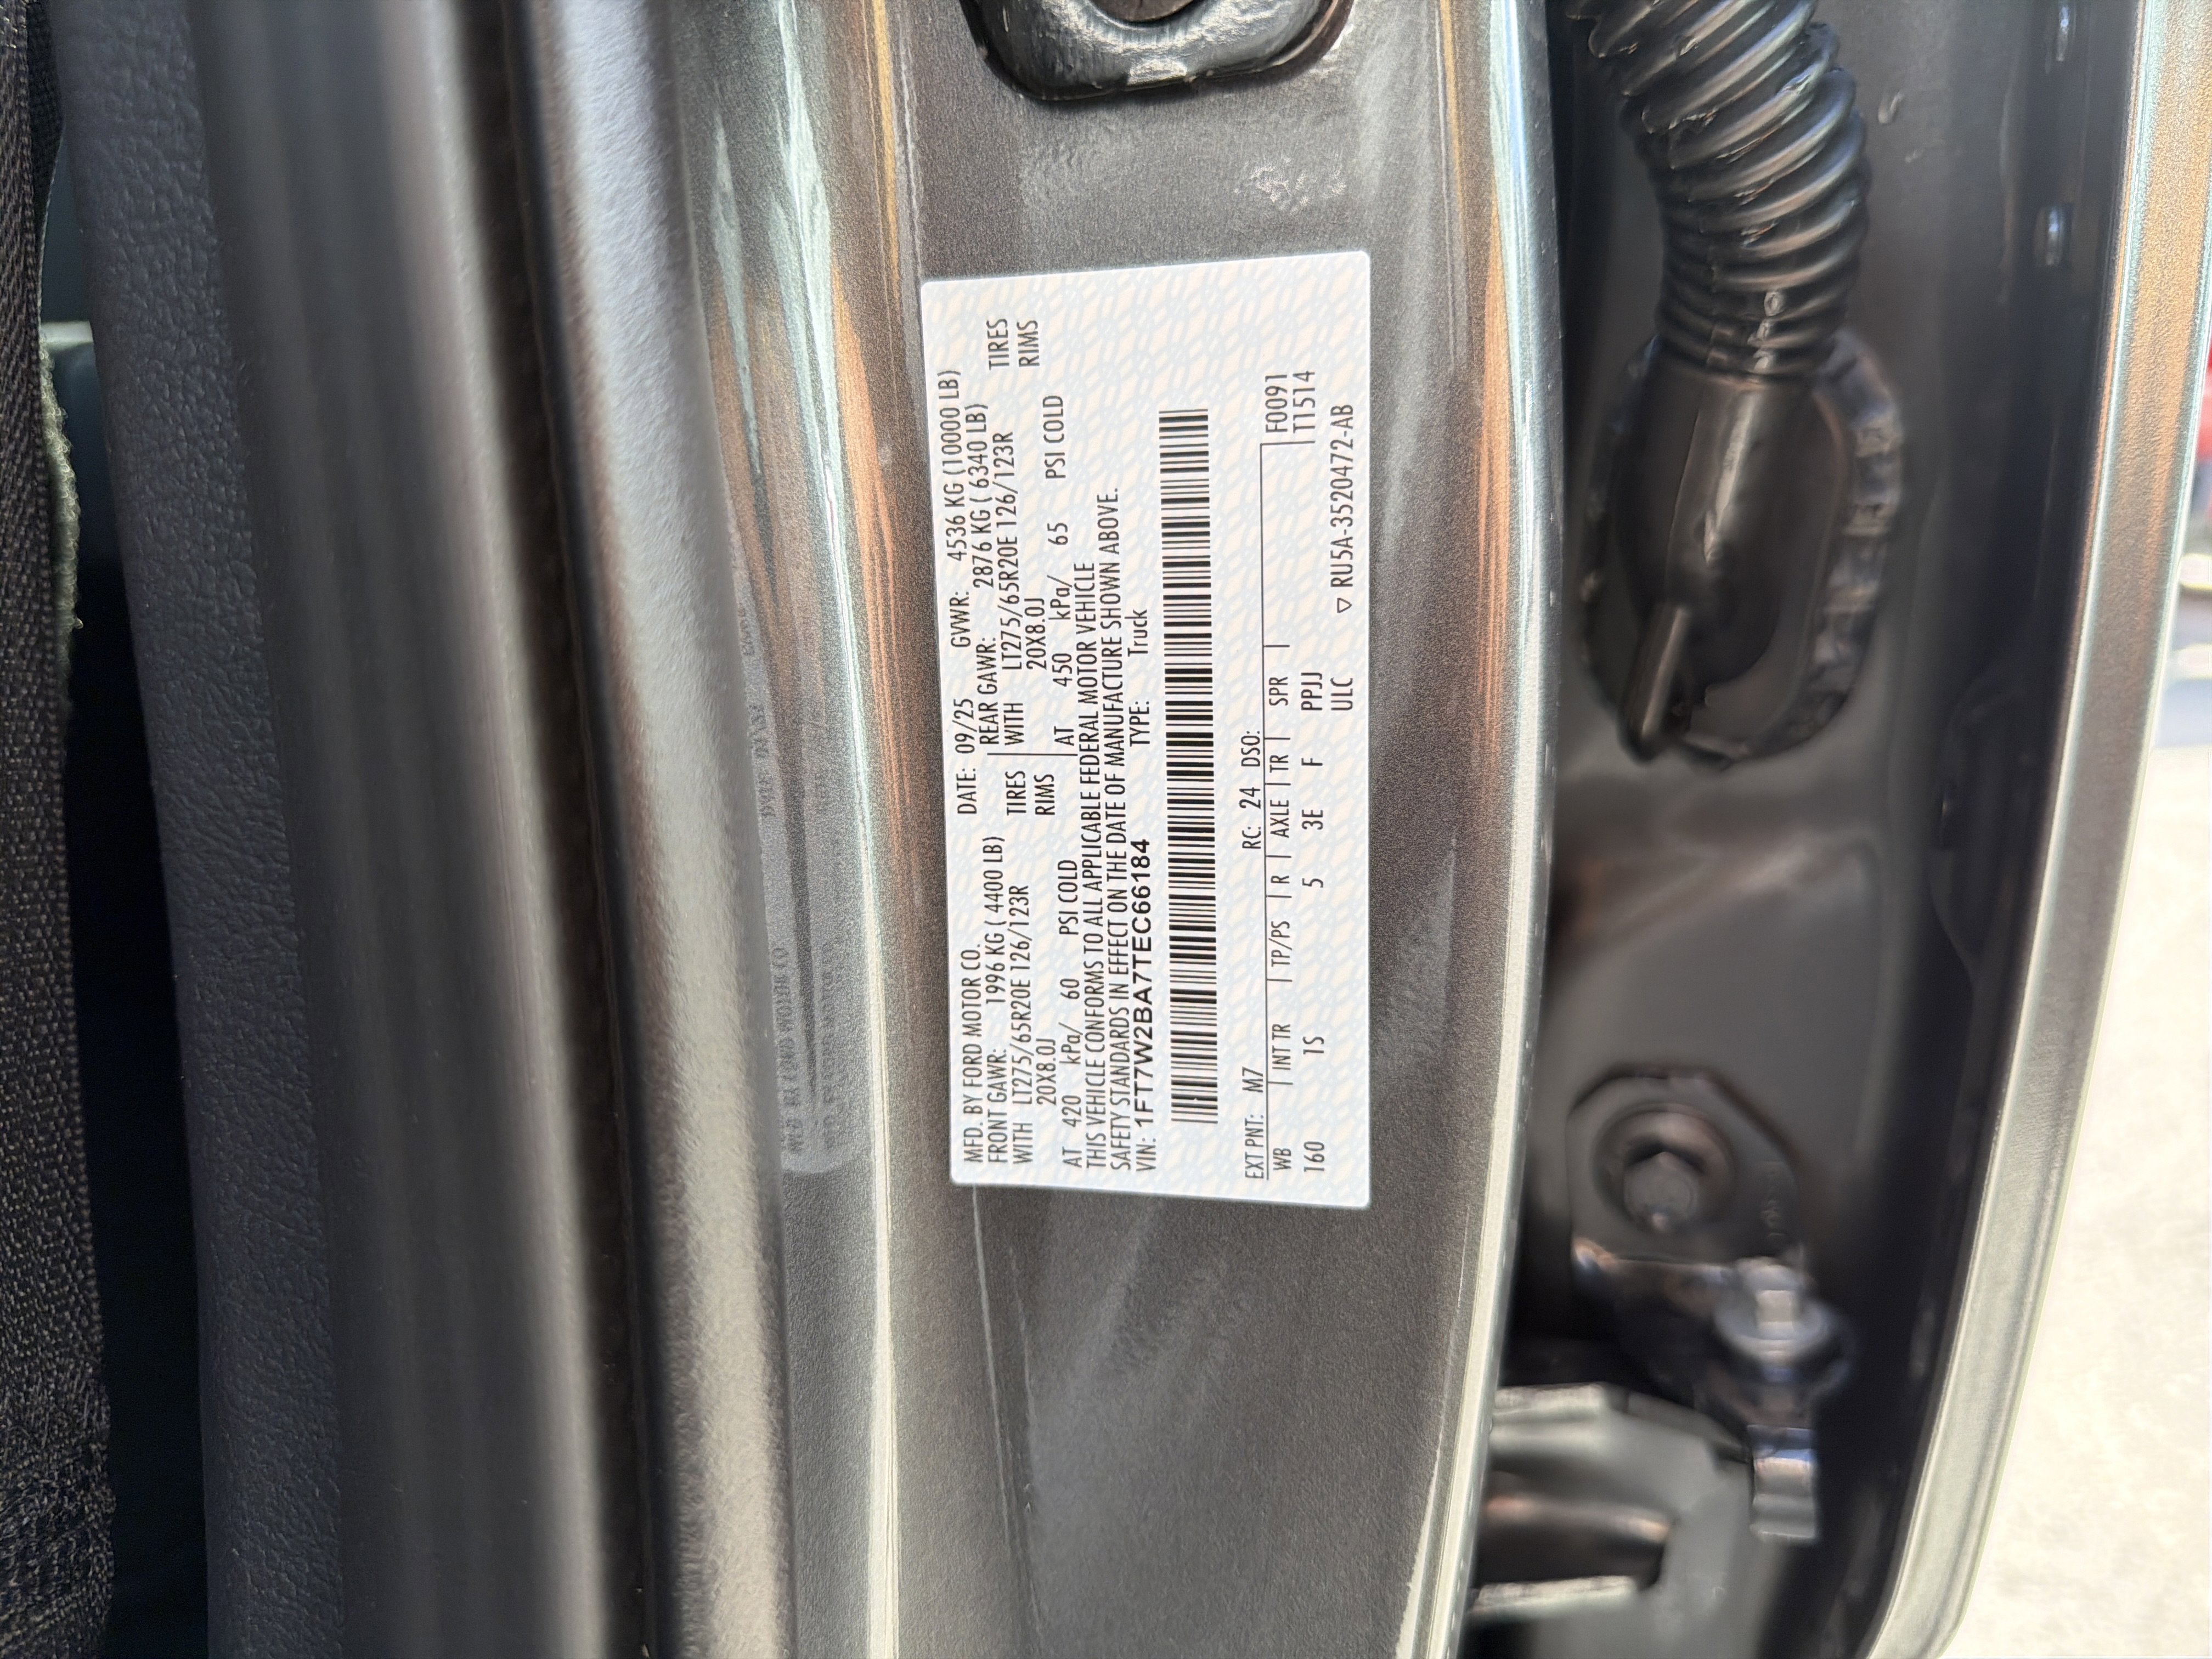 MFD. BY FORD MOTOR CO. DATE: 09/25 GVWR: 4536 KG (10000 LB)
FRONT GAWR: 1996 KG ( 4400 LB) REAR GAWR: 2876 KG ( 6340 LB)
WITH LT275/65R20E 126/123R TIRES WITH LT275/65R20E 126/123R TIRES
20X8.0J RIMS 20X8.0J RIMS
AT 420 kPa/ 60 PSI COLD AT 450 kPa/ 65 PSI COLD
THIS VEHICLE CONFORMS TO ALL APPLICABLE FEDERAL MOTOR VEHICLE
SAFETY STANDARDS IN EFFECT ON THE DATE OF MANUFACTURE SHOWN ABOVE.
VIN: 1FT7W2BA7TEC66184 TYPE: Truck
EXT PNT: M7 RC: 24 DSO:
WB | INT TR | TP/PS | R | AXLE | TR | SPR | F0091
160 1S 5 3E F PPJJ T1514
ULC ▽ RU5A-3520472-AB